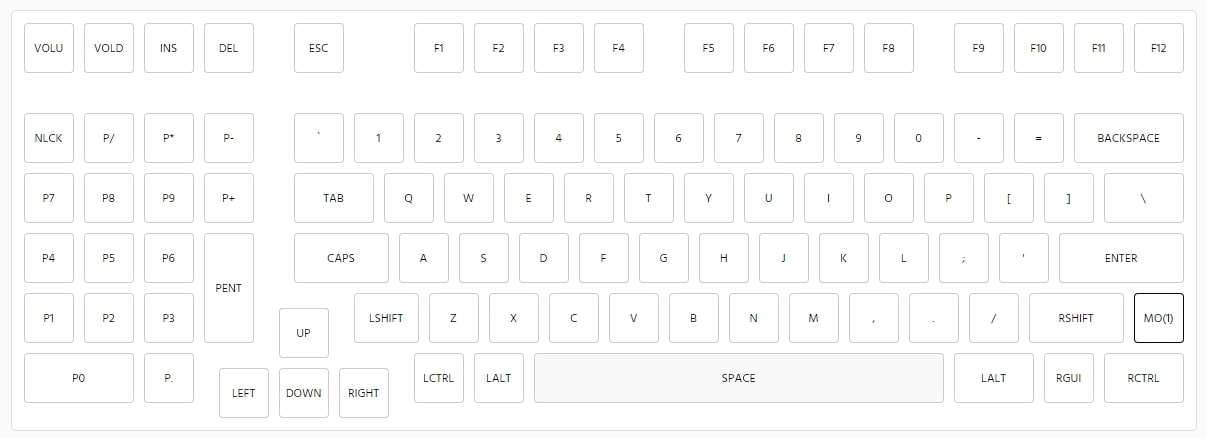 VOLU VOLD INS DEL ESC F1 F2 F3 F4 F5 F6 F7 F8 F9 F10 F11 F12
NLCK P/ P* P- ` 1 2 3 4 5 6 7 8 9 0 - = BACKSPACE
P7 P8 P9 P+ TAB Q W E R T Y U I O P [ ] \
P4 P5 P6 PENT CAPS A S D F G H J K L ; ' ENTER
P1 P2 P3 UP LSHIFT Z X C V B N M , . / RSHIFT MO(1)
P0 P. LEFT DOWN RIGHT LCTRL LALT SPACE LALT RGUI RCTRL